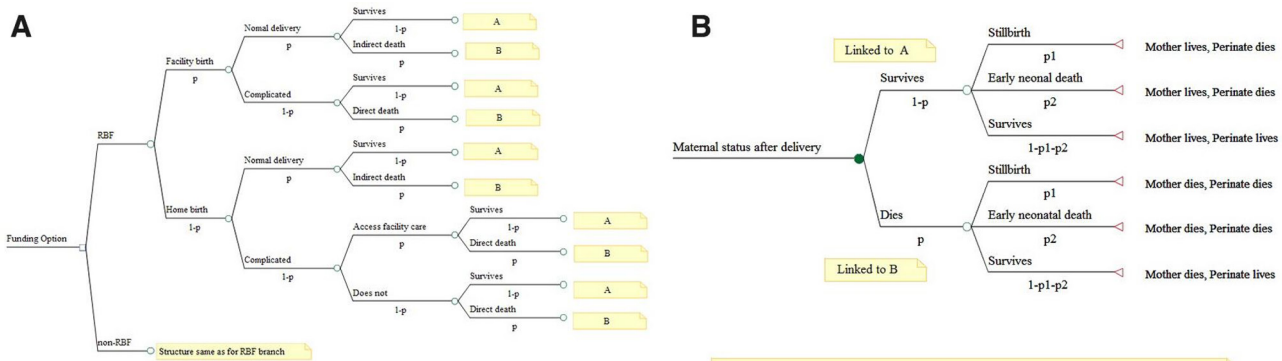 A
Nomal delivery
p
Survives
1-p
A
Indirect death
p
B
Facility birth
p
Complicated
1-p
Survives
1-p
A
Direct death
p
B
RBF
Normal delivery
p
Survives
1-p
A
Indirect death
p
B
Home birth
1-p
Access facility care
p
Survives
1-p
A
Direct death
p
B
Complicated
1-p
Does not
1-p
Survives
1-p
A
Direct death
p
B
Funding Option
non-RBF
Structure same as for RBF branch
B
Linked to A
Survives
1-p
Stillbirth
p1
Mother lives, Perinate dies
Early neonal death
p2
Mother lives, Perinate dies
Survives
1-p1-p2
Mother lives, Perinate lives
Maternal status after delivery
Dies
p
Stillbirth
p1
Mother dies, Perinate dies
Early neonatal death
p2
Mother dies, Perinate dies
Survives
1-p1-p2
Mother dies, Perinate lives
Linked to B